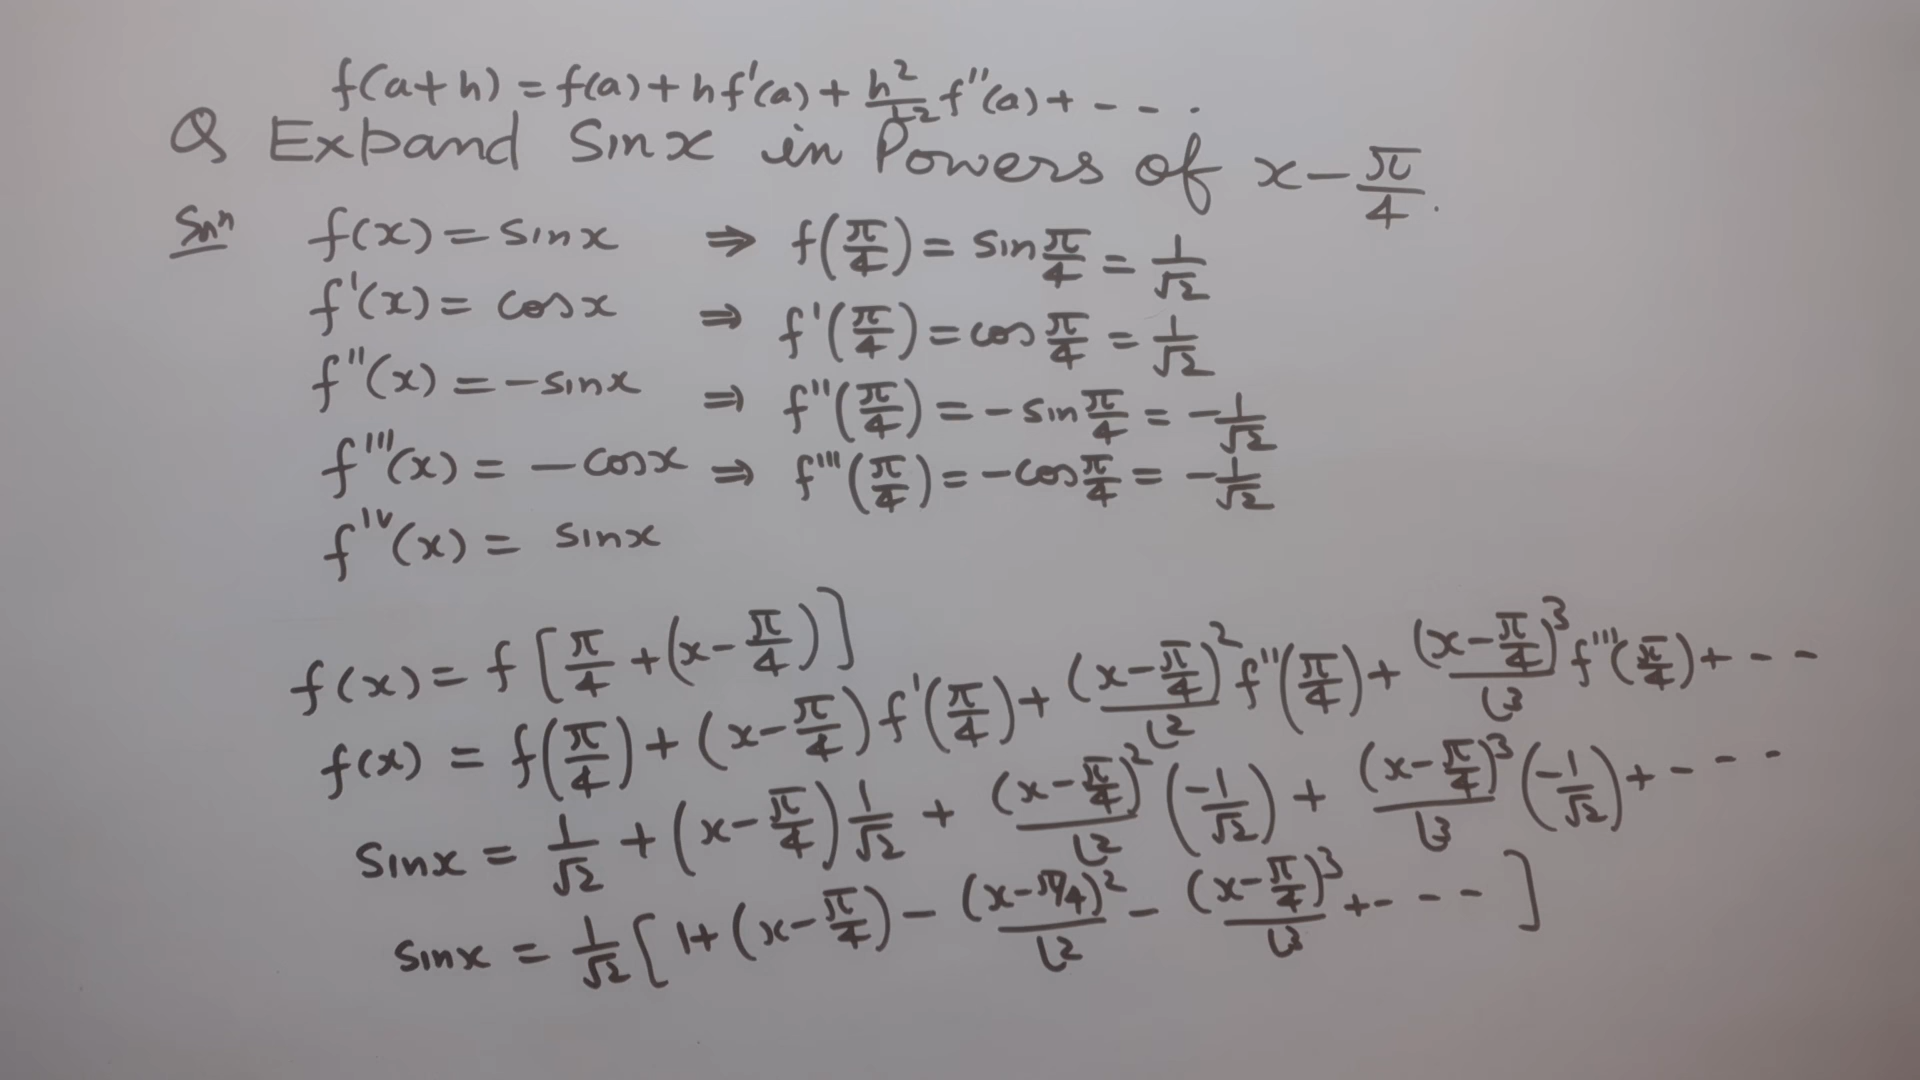 f(a+h) = f(a) + hf'(a) + h²/⌊2 f''(a) + - - .
Q Expand Sin x in Powers of x - π/4.
Solⁿ f(x) = sin x ⇒ f(π/4) = sin π/4 = 1/√2
f'(x) = cos x ⇒ f'(π/4) = cos π/4 = 1/√2
f''(x) = - sin x ⇒ f''(π/4) = - sin π/4 = - 1/√2
f'''(x) = - cos x ⇒ f'''(π/4) = - cos π/4 = - 1/√2
f^IV(x) = sin x
f(x) = f[π/4 + (x - π/4)]
f(x) = f(π/4) + (x - π/4) f'(π/4) + (x - π/4)²/⌊2 f''(π/4) + (x - π/4)³/⌊3 f'''(π/4) + - - -
Sin x = 1/√2 + (x - π/4) 1/√2 + (x - π/4)²/⌊2 (-1/√2) + (x - π/4)³/⌊3 (-1/√2) + - - - -
sin x = 1/√2 [1 + (x - π/4) - (x - π/4)²/⌊2 - (x - π/4)³/⌊3 + - - - -]